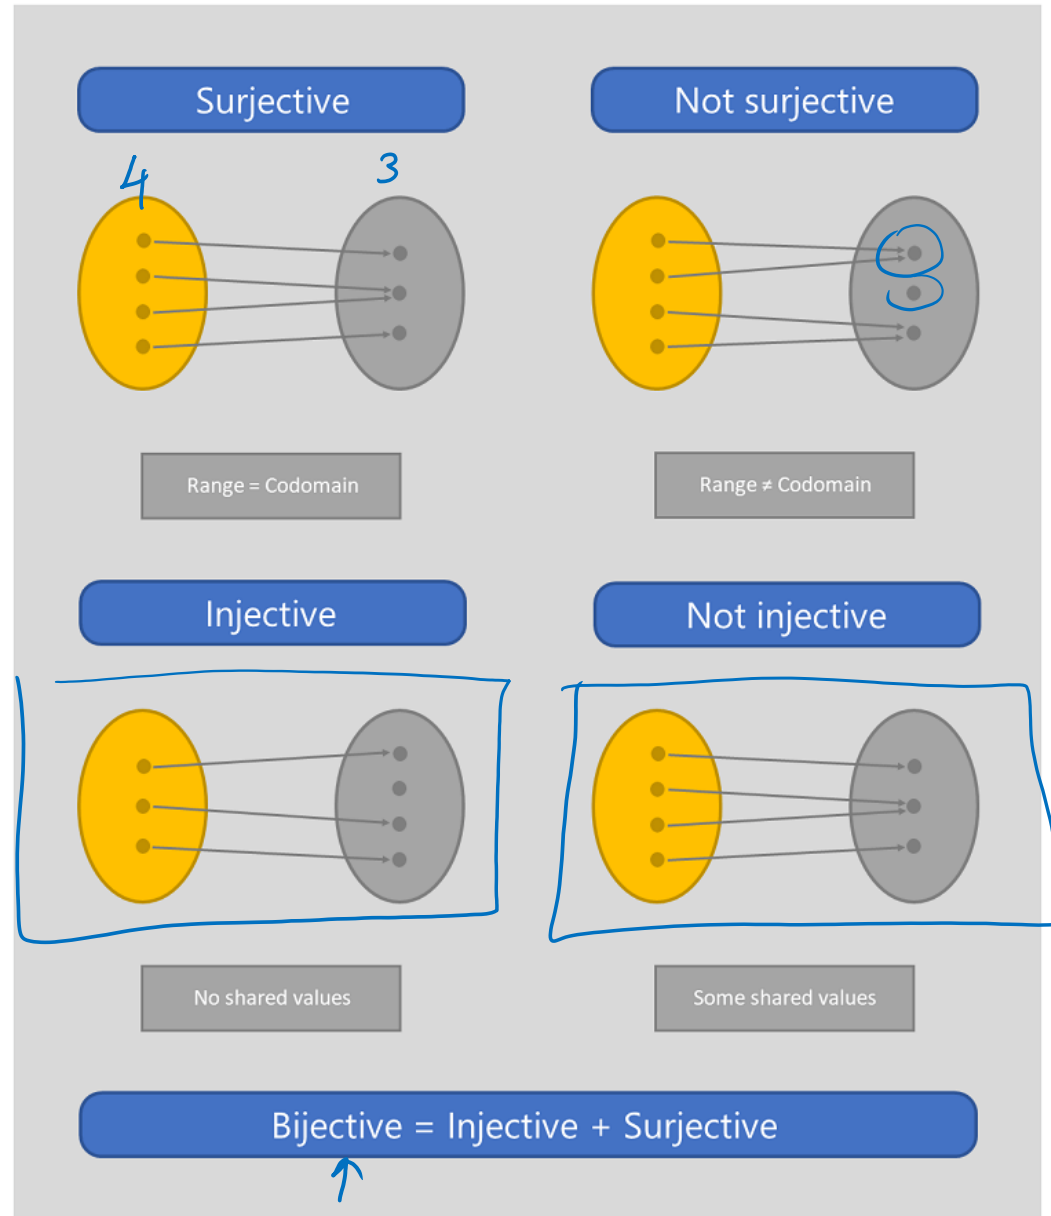 Surjective
Not surjective
4
3
Range = Codomain
Range ≠ Codomain
Injective
Not injective
No shared values
Some shared values
Bijective = Injective + Surjective